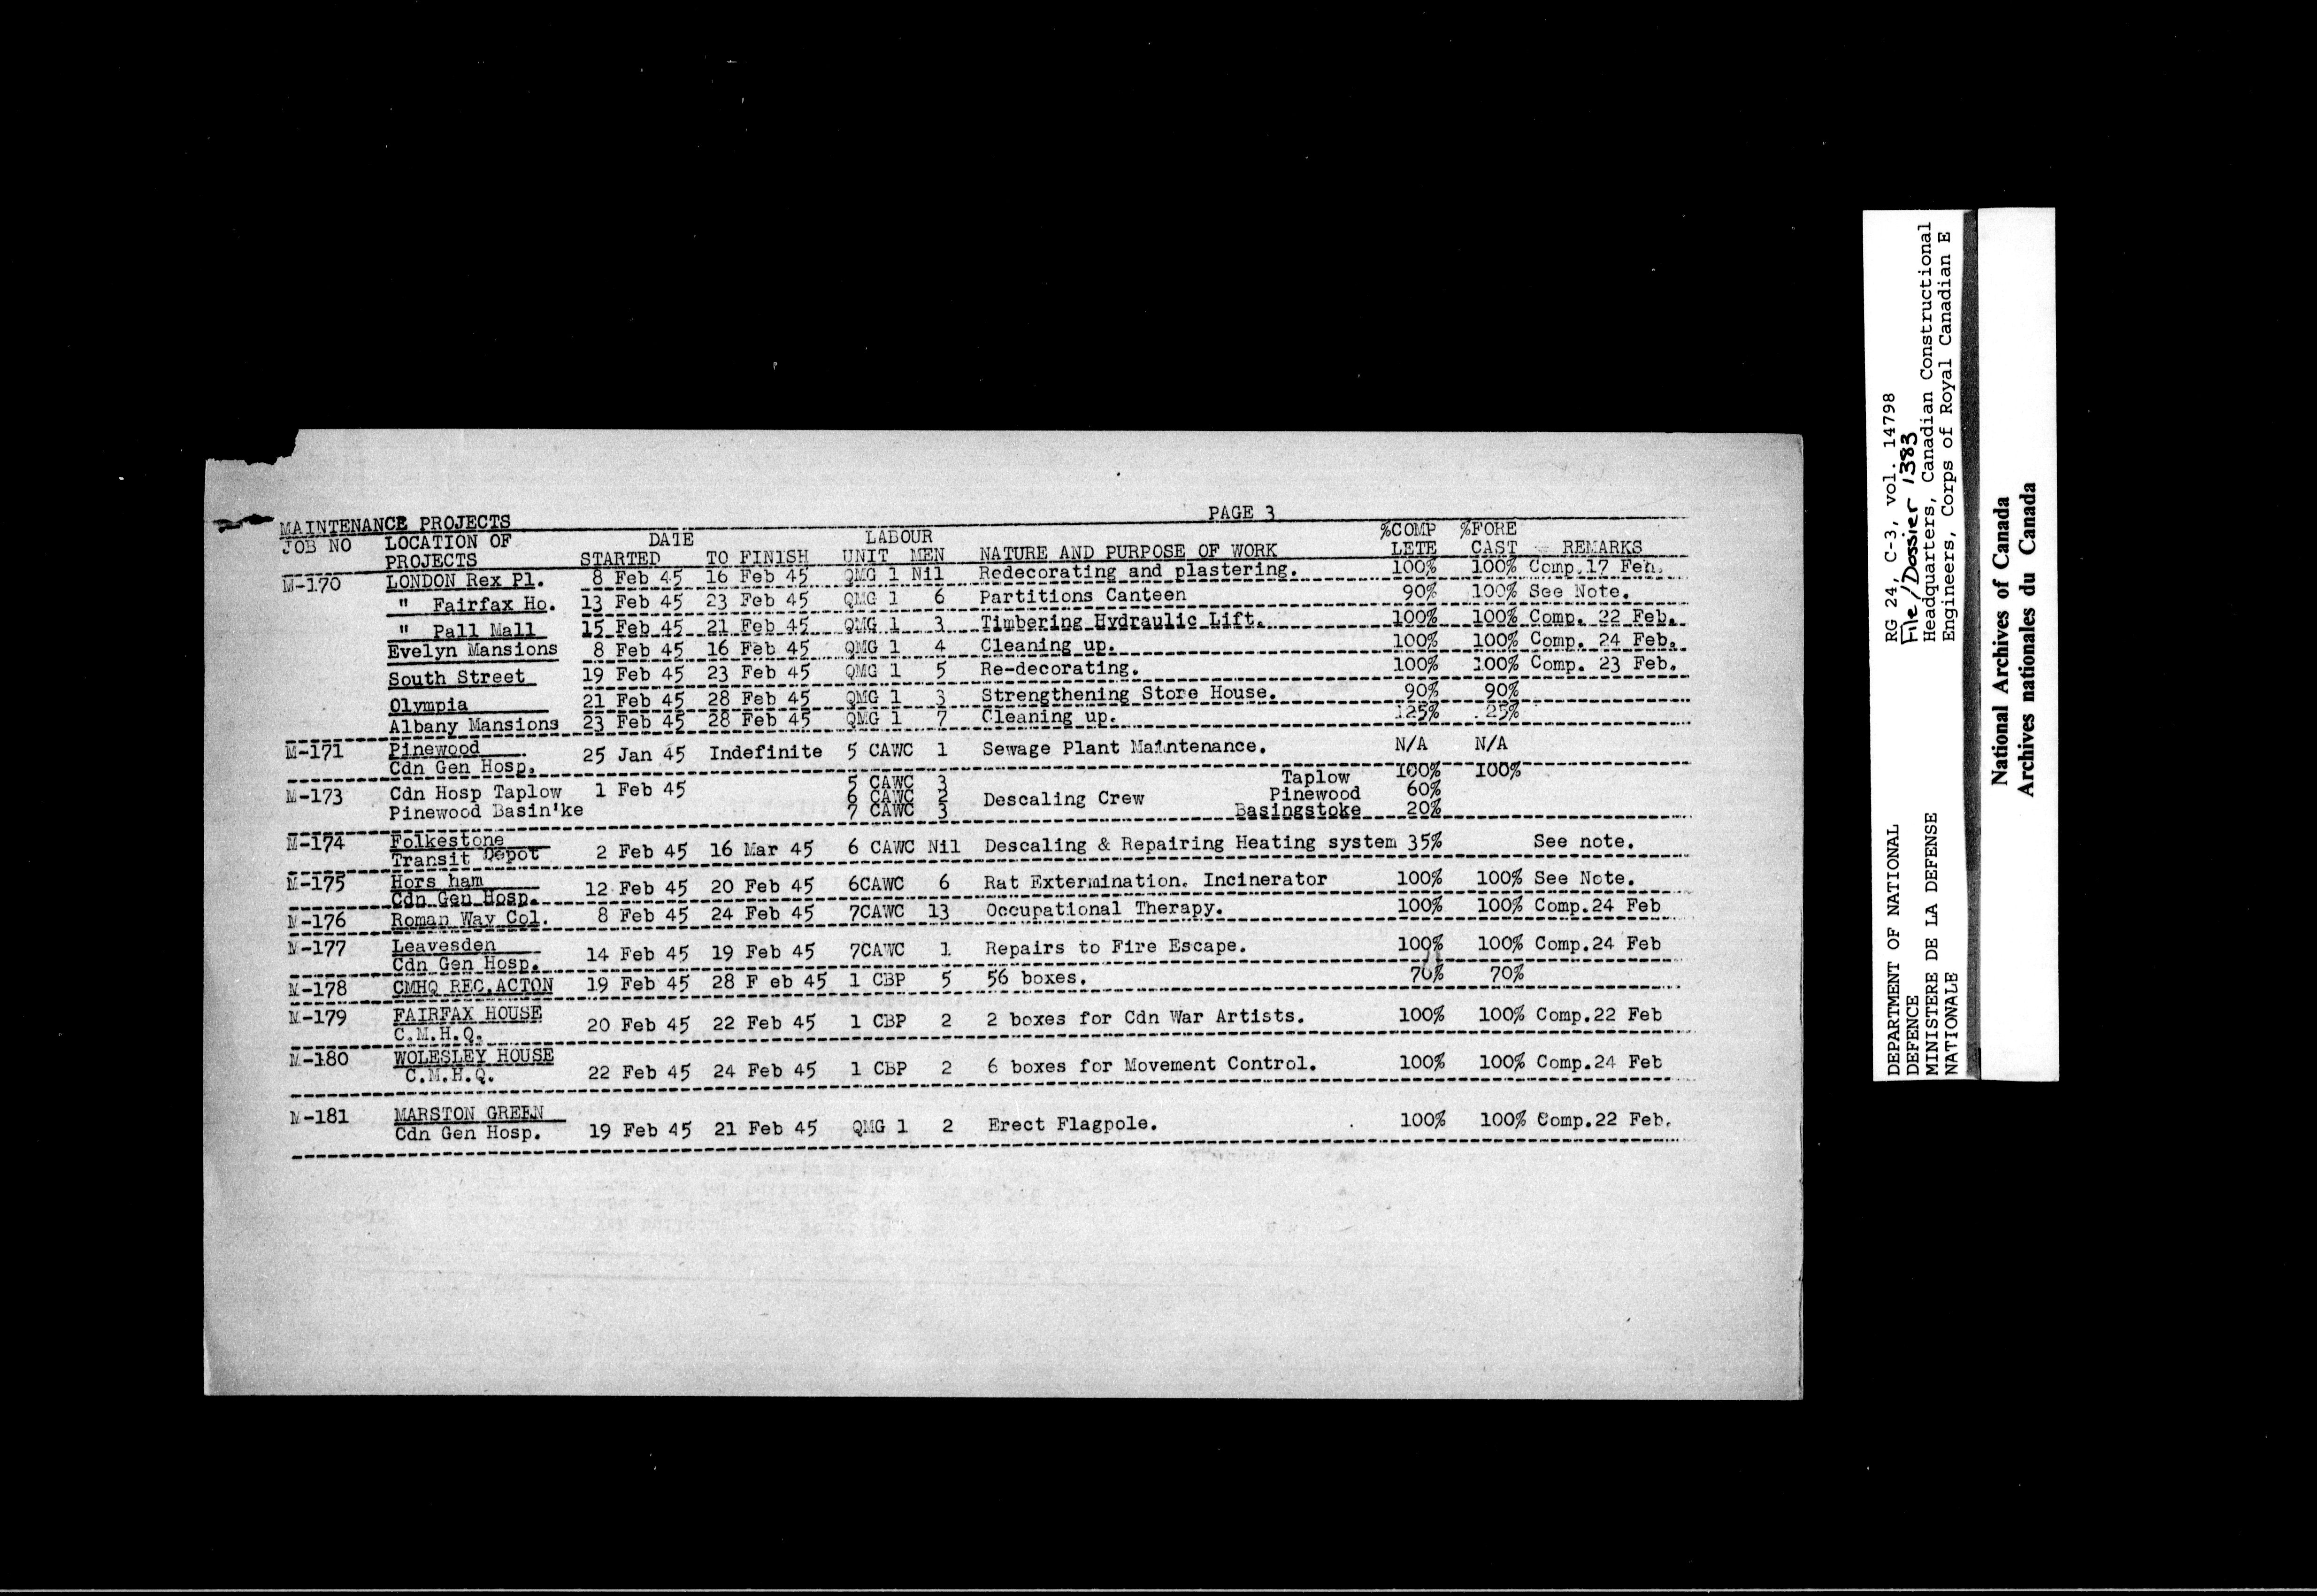 MAINTENANCE PROJECTS PAGE 3
JOB NO LOCATION OF DATE LABOUR %COMP %FORE
PROJECTS STARTED TO FINISH UNIT MEN NATURE AND PURPOSE OF WORK LETE CAST REMARKS
M-170 LONDON Rex Pl. 8 Feb 45 16 Feb 45 QMG 1 Nil Redecorating and plastering. 100% 100% Comp.17 Feh.
" Fairfax Ho. 13 Feb 45 23 Feb 45 QMG 1 6 Partitions Canteen 90% 100% See Note.
" Pall Mall 15 Feb 45 21 Feb 45 QMG 1 3 Timbering Hydraulic Lift. 100% 100% Comp. 22 Feb.
Evelyn Mansions 8 Feb 45 16 Feb 45 QMG 1 4 Cleaning up. 100% 100% Comp. 24 Feb.
South Street 19 Feb 45 23 Feb 45 QMG 1 5 Re-decorating. 100% 100% Comp. 23 Feb.
Olympia 21 Feb 45 28 Feb 45 QMG 1 3 Strengthening Store House. 90% 90%
Albany Mansions 23 Feb 45 28 Feb 45 QMG 1 7 Cleaning up. 125% 25%
M-171 Pinewood 25 Jan 45 Indefinite 5 CAWC 1 Sewage Plant Maintenance. N/A N/A
Cdn Gen Hosp.
5 CAWC 3 Taplow 100% 100%
M-173 Cdn Hosp Taplow 1 Feb 45 6 CAWC 2 Descaling Crew Pinewood 60%
Pinewood Basin'ke 7 CAWC 3 Basingstoke 20%
M-174 Folkestone
Transit Depot 2 Feb 45 16 Mar 45 6 CAWC Nil Descaling & Repairing Heating system 35% See note.
M-175 Hors ham 12 Feb 45 20 Feb 45 6CAWC 6 Rat Extermination. Incinerator 100% 100% See Note.
Cdn Gen Hosp.
M-176 Roman Way Col. 8 Feb 45 24 Feb 45 7CAWC 13 Occupational Therapy. 100% 100% Comp.24 Feb
M-177 Leavesden 14 Feb 45 19 Feb 45 7CAWC 1 Repairs to Fire Escape. 100% 100% Comp.24 Feb
Cdn Gen Hosp.
M-178 CMHQ REC.ACTON 19 Feb 45 28 F eb 45 1 CBP 5 56 boxes. 70% 70%
M-179 FAIRFAX HOUSE 20 Feb 45 22 Feb 45 1 CBP 2 2 boxes for Cdn War Artists. 100% 100% Comp.22 Feb
C.M.H.Q.
M-180 WOLESLEY HOUSE
C.M.H.Q. 22 Feb 45 24 Feb 45 1 CBP 2 6 boxes for Movement Control. 100% 100% Comp.24 Feb
M-181 MARSTON GREEN
Cdn Gen Hosp. 19 Feb 45 21 Feb 45 QMG 1 2 Erect Flagpole. 100% 100% Comp.22 Feb.
DEPARTMENT OF NATIONAL RG 24, C-3, vol. 14798
DEFENCE File/Dossier 1383
MINISTERE DE LA DEFENSE Headquarters, Canadian Constructional
NATIONALE Engineers, Corps of Royal Canadian E
National Archives of Canada
Archives nationales du Canada